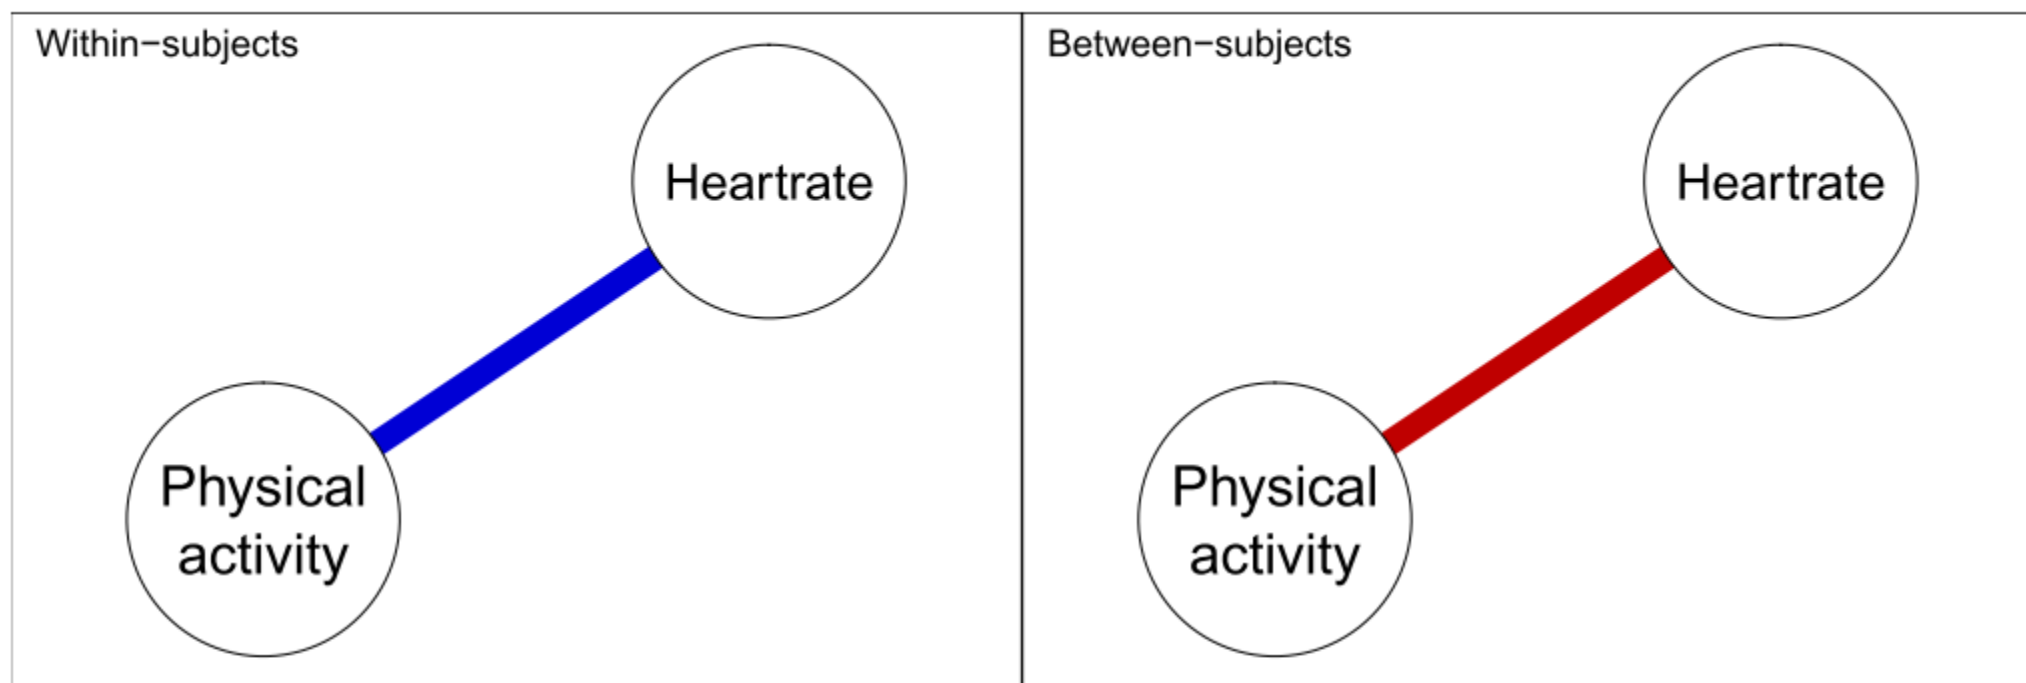 Within−subjects
Heartrate
Physical
activity
Between−subjects
Heartrate
Physical
activity